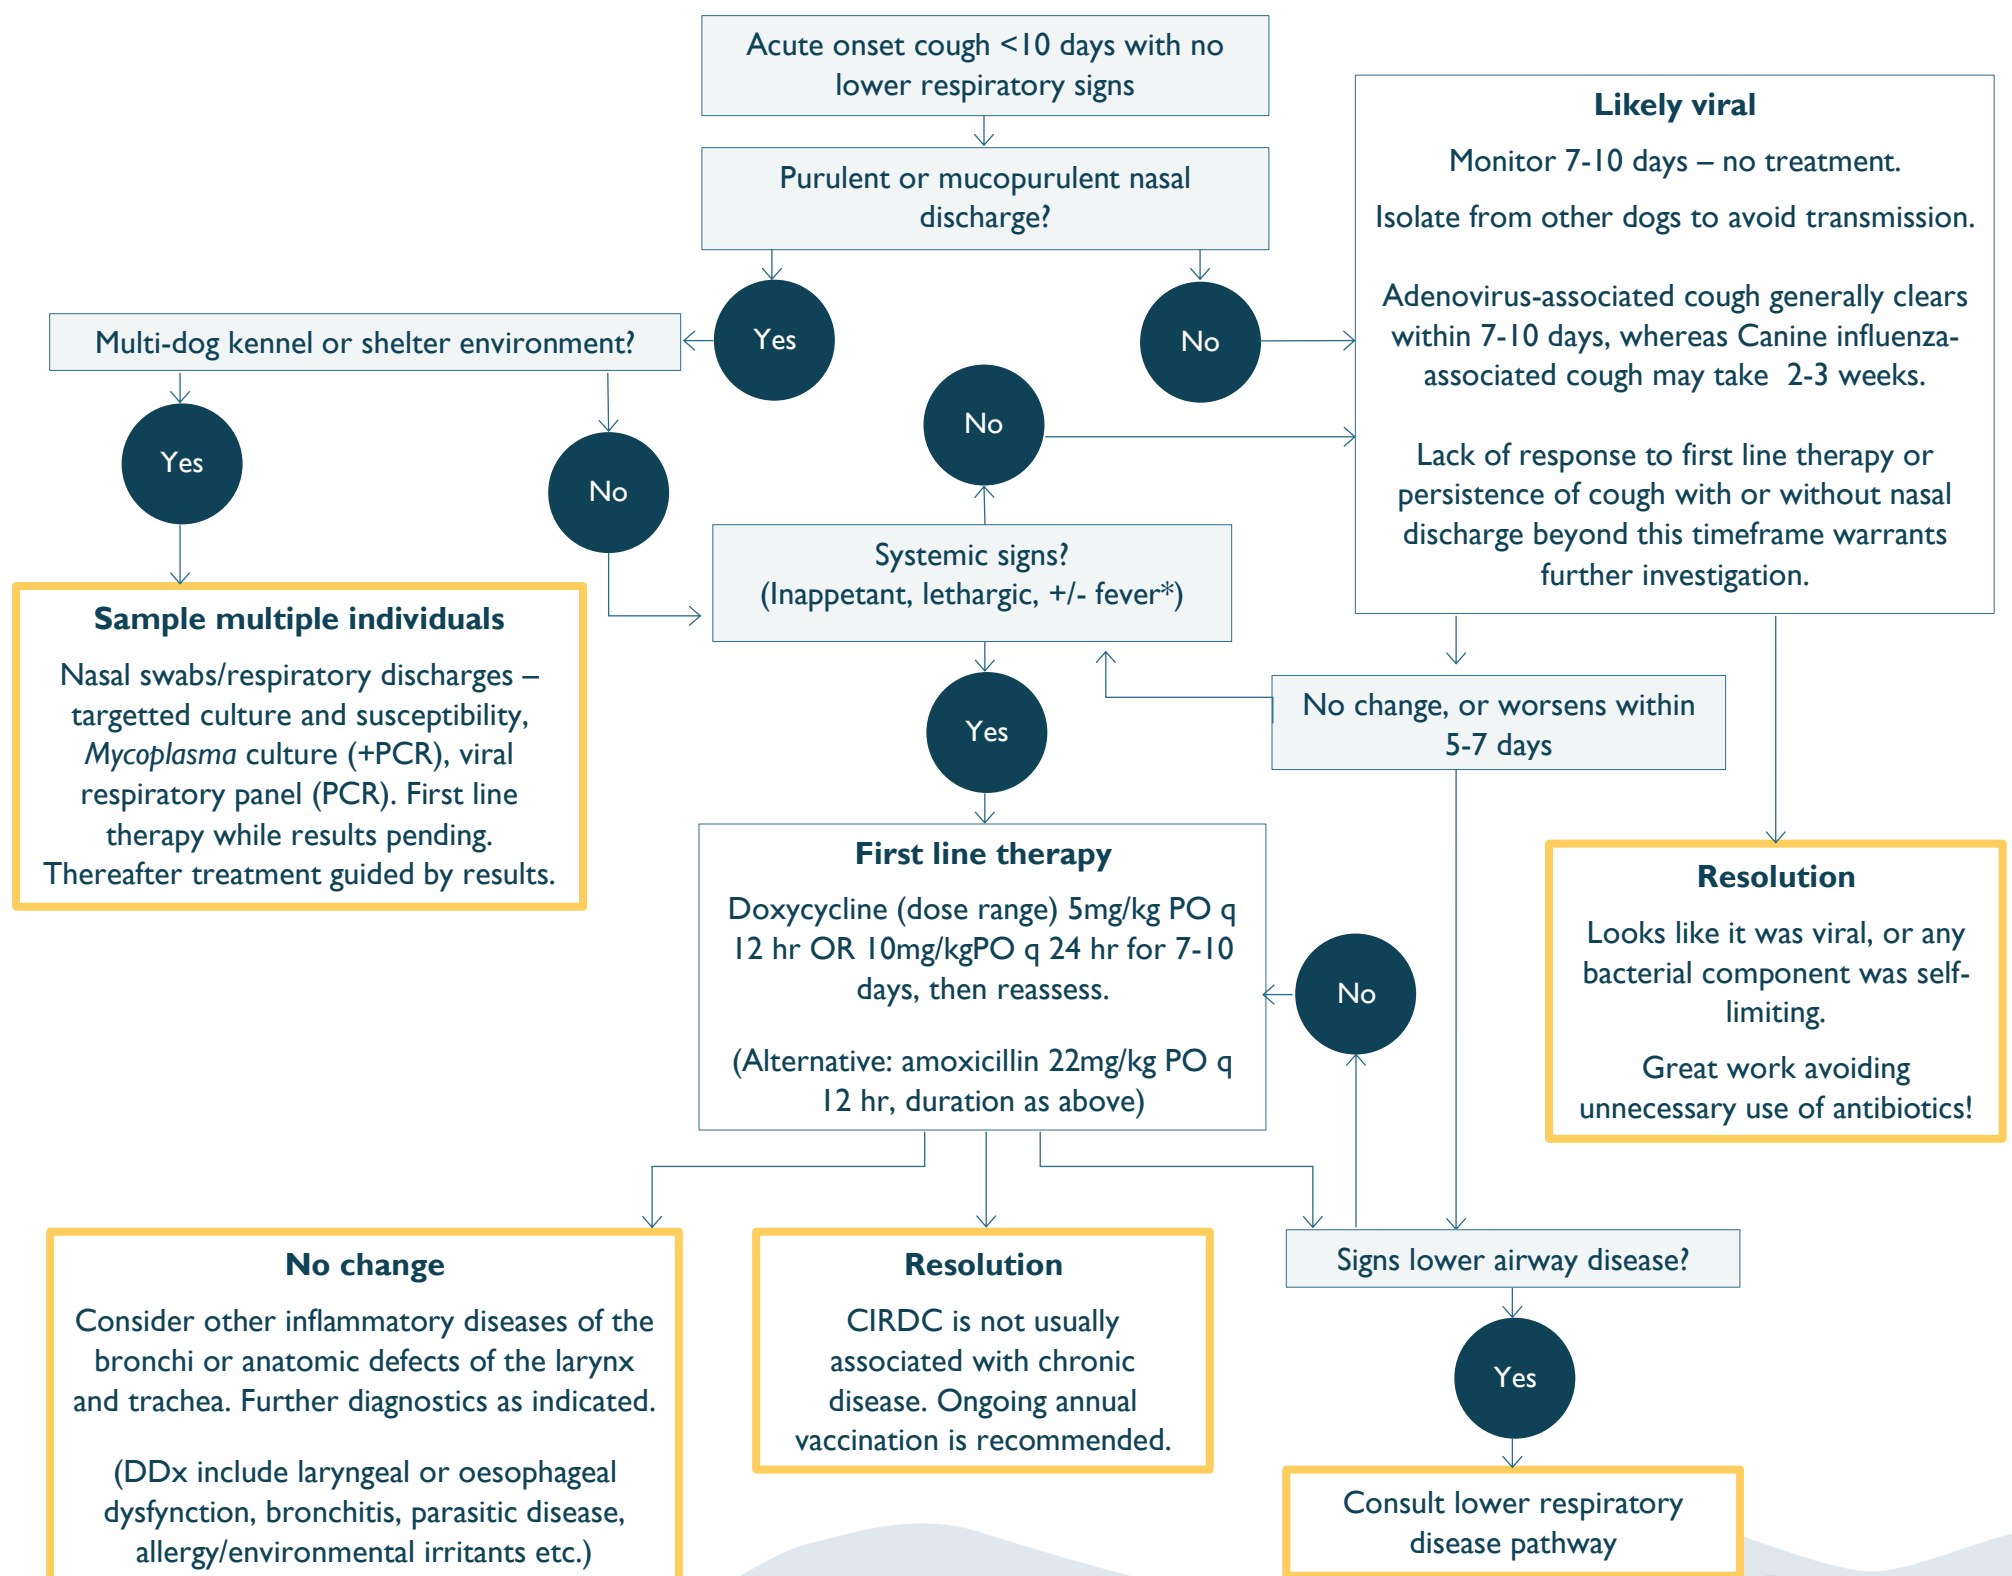 Acute onset cough <10 days with no
lower respiratory signs
Purulent or mucopurulent nasal
discharge?
Yes
No
Multi-dog kennel or shelter environment?
Yes
No
Sample multiple individuals
Nasal swabs/respiratory discharges –
targetted culture and susceptibility,
Mycoplasma culture (+PCR), viral
respiratory panel (PCR). First line
therapy while results pending.
Thereafter treatment guided by results.
No
Systemic signs?
(Inappetant, lethargic, +/- fever*)
Yes
Likely viral
Monitor 7-10 days – no treatment.
Isolate from other dogs to avoid transmission.
Adenovirus-associated cough generally clears
within 7-10 days, whereas Canine influenza-
associated cough may take 2-3 weeks.
Lack of response to first line therapy or
persistence of cough with or without nasal
discharge beyond this timeframe warrants
further investigation.
No change, or worsens within
5-7 days
First line therapy
Doxycycline (dose range) 5mg/kg PO q
12 hr OR 10mg/kgPO q 24 hr for 7-10
days, then reassess.
(Alternative: amoxicillin 22mg/kg PO q
12 hr, duration as above)
No
Resolution
Looks like it was viral, or any
bacterial component was self-
limiting.
Great work avoiding
unnecessary use of antibiotics!
No change
Consider other inflammatory diseases of the
bronchi or anatomic defects of the larynx
and trachea. Further diagnostics as indicated.
(DDx include laryngeal or oesophageal
dysfynction, bronchitis, parasitic disease,
allergy/environmental irritants etc.)
Resolution
CIRDC is not usually
associated with chronic
disease. Ongoing annual
vaccination is recommended.
Signs lower airway disease?
Yes
Consult lower respiratory
disease pathway